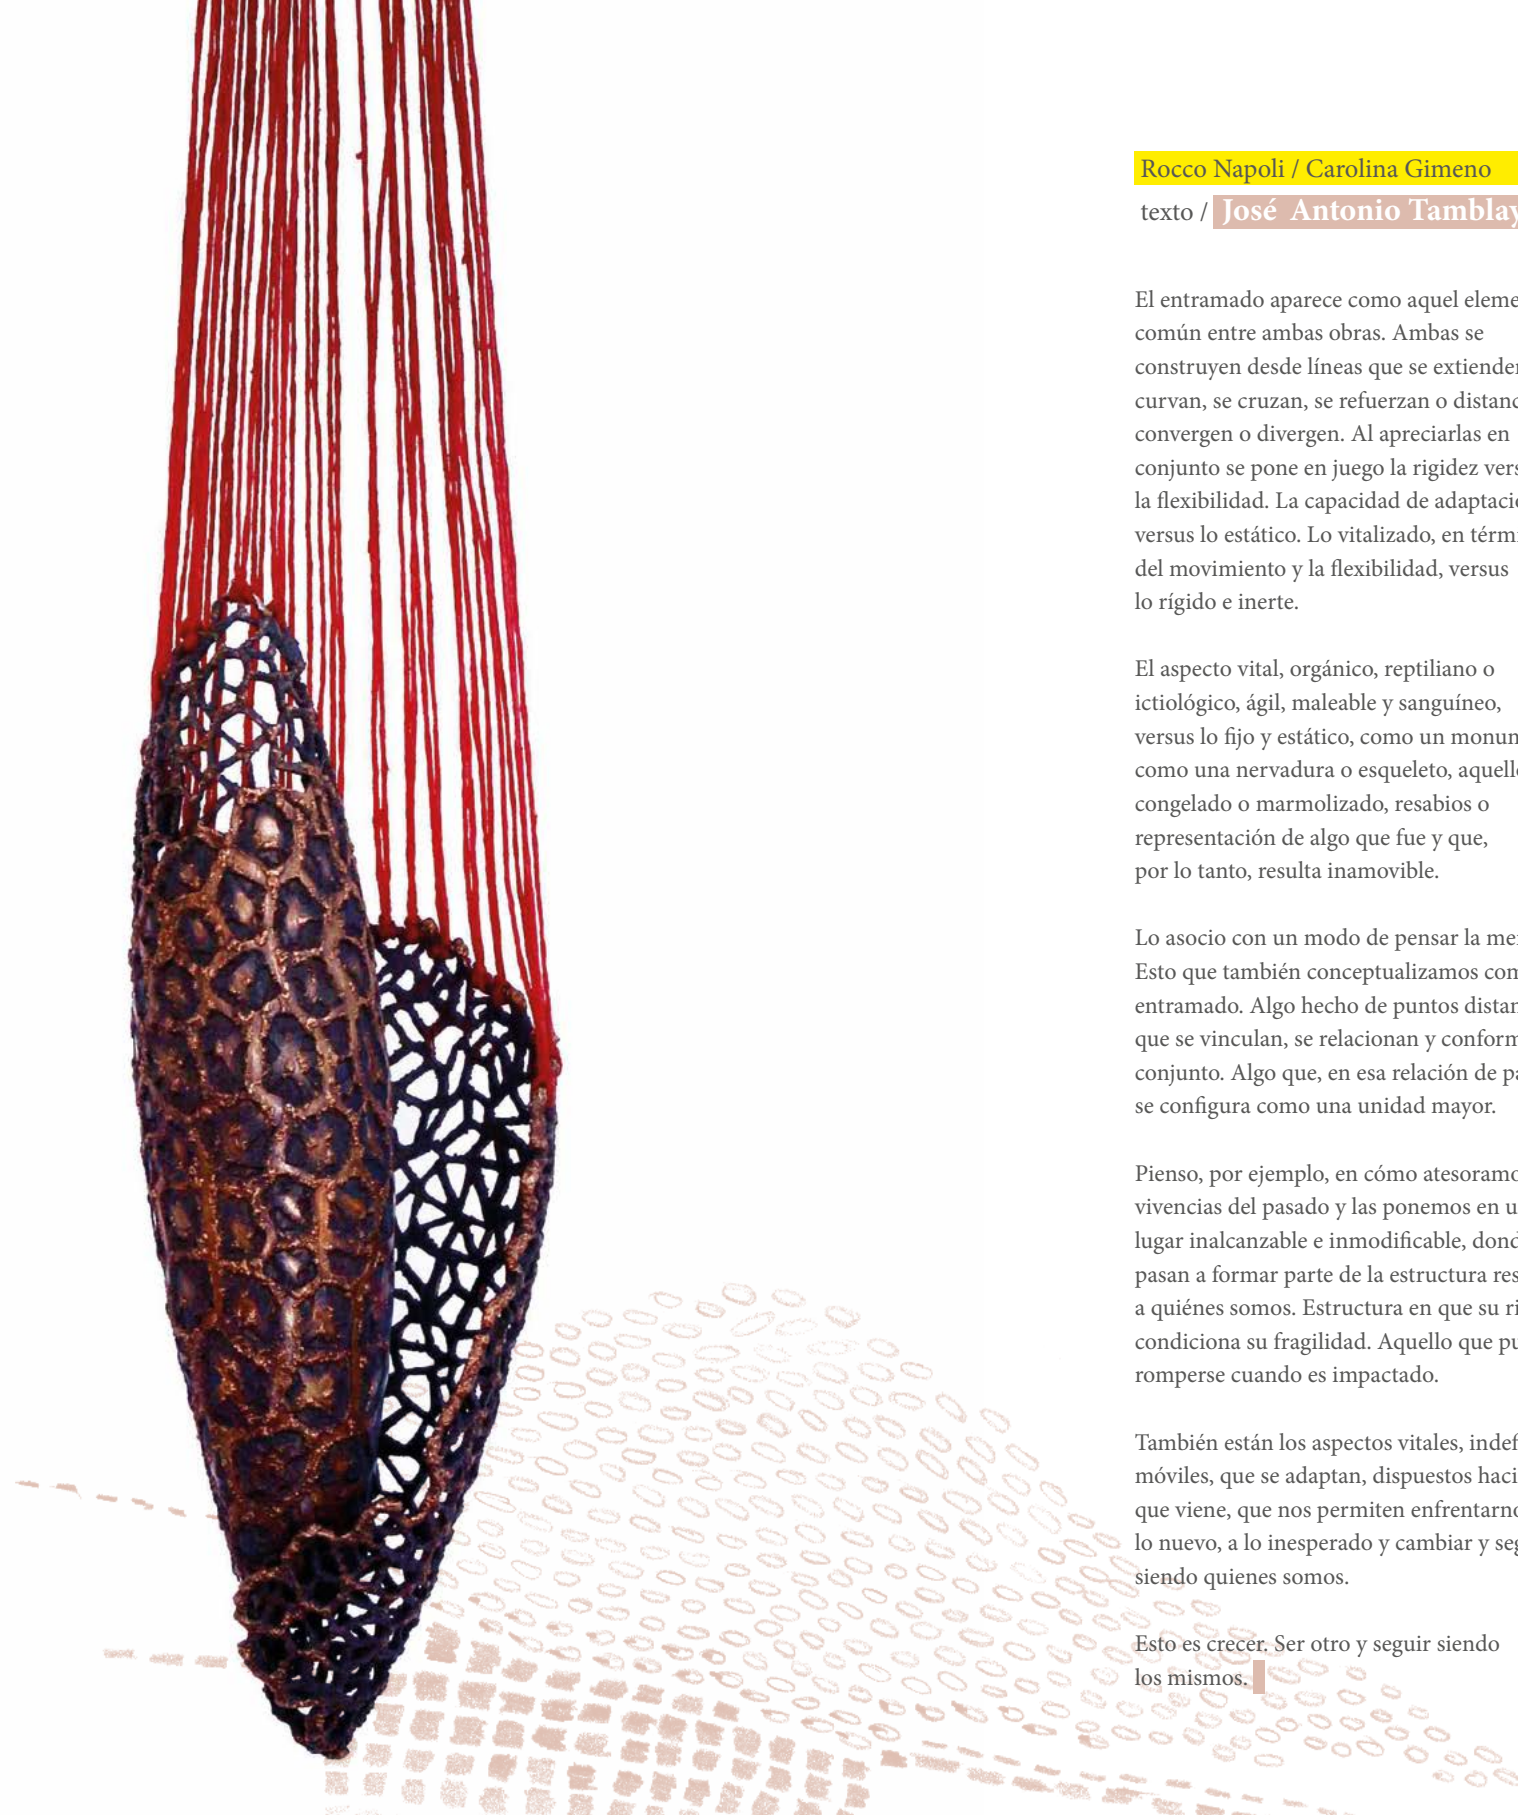 Rocco Napoli / Carolina Gimeno
texto / José Antonio Tamblay
El entramado aparece como aquel eleme
común entre ambas obras. Ambas se
construyen desde líneas que se extienden
curvan, se cruzan, se refuerzan o distanc
convergen o divergen. Al apreciarlas en
conjunto se pone en juego la rigidez vers
la flexibilidad. La capacidad de adaptació
versus lo estático. Lo vitalizado, en térmi
del movimiento y la flexibilidad, versus
lo rígido e inerte.
El aspecto vital, orgánico, reptiliano o
ictiológico, ágil, maleable y sanguíneo,
versus lo fijo y estático, como un monum
como una nervadura o esqueleto, aquello
congelado o marmolizado, resabios o
representación de algo que fue y que,
por lo tanto, resulta inamovible.
Lo asocio con un modo de pensar la men
Esto que también conceptualizamos com
entramado. Algo hecho de puntos distan
que se vinculan, se relacionan y conform
conjunto. Algo que, en esa relación de pa
se configura como una unidad mayor.
Pienso, por ejemplo, en cómo atesoramo
vivencias del pasado y las ponemos en u
lugar inalcanzable e inmodificable, dond
pasan a formar parte de la estructura res
a quiénes somos. Estructura en que su ri
condiciona su fragilidad. Aquello que pu
romperse cuando es impactado.
También están los aspectos vitales, indef
móviles, que se adaptan, dispuestos haci
que viene, que nos permiten enfrentarno
lo nuevo, a lo inesperado y cambiar y seg
siendo quienes somos.
Esto es crecer. Ser otro y seguir siendo
los mismos.